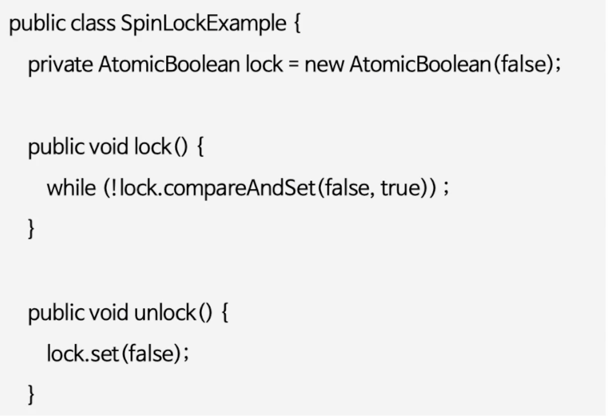 public class SpinLockExample {
private AtomicBoolean lock = new AtomicBoolean(false);
public void lock() {
while (!lock.compareAndSet(false, true)) ;
}
public void unlock() {
lock.set(false);
}